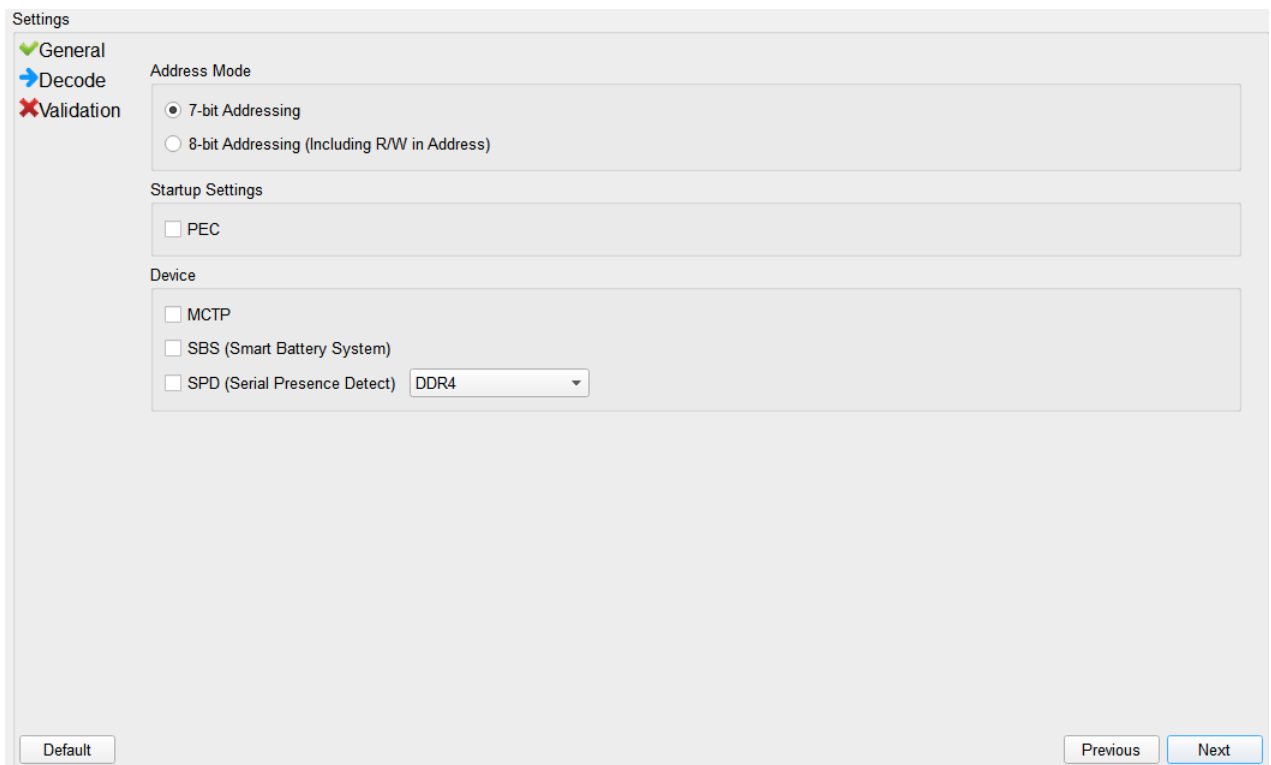 Settings
General
Decode
Validation
Address Mode
7-bit Addressing
8-bit Addressing (Including R/W in Address)
Startup Settings
PEC
Device
MCTP
SBS (Smart Battery System)
SPD (Serial Presence Detect) DDR4
Default Previous Next